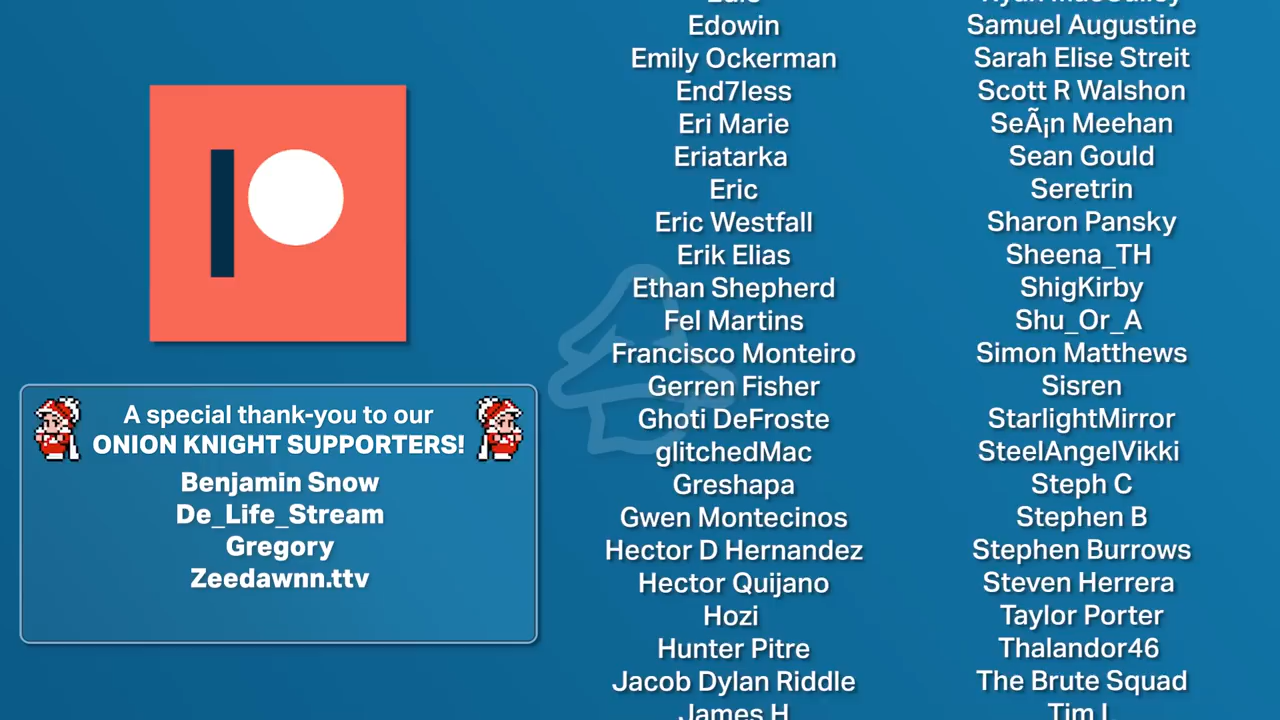 A special thank-you to our
ONION KNIGHT SUPPORTERS!
Benjamin Snow
De_Life_Stream
Gregory
Zeedawnn.ttv
Edowin
Emily Ockerman
End7less
Eri Marie
Eriatarka
Eric
Eric Westfall
Erik Elias
Ethan Shepherd
Fel Martins
Francisco Monteiro
Gerren Fisher
Ghoti DeFroste
glitchedMac
Greshapa
Gwen Montecinos
Hector D Hernandez
Hector Quijano
Hozi
Hunter Pitre
Jacob Dylan Riddle
James H
Samuel Augustine
Sarah Elise Streit
Scott R Walshon
SeÃ¡n Meehan
Sean Gould
Seretrin
Sharon Pansky
Sheena_TH
ShigKirby
Shu_Or_A
Simon Matthews
Sisren
StarlightMirror
SteelAngelVikki
Steph C
Stephen B
Stephen Burrows
Steven Herrera
Taylor Porter
Thalandor46
The Brute Squad